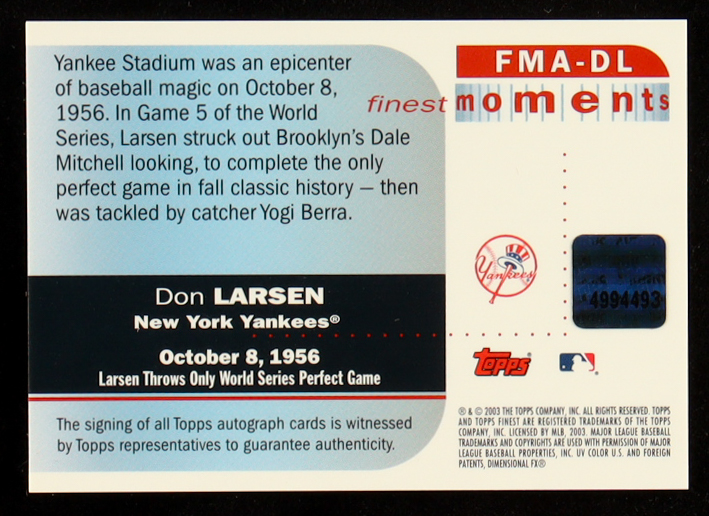 Yankee Stadium was an epicenter
of baseball magic on October 8,
1956. In Game 5 of the World
Series, Larsen struck out Brooklyn's Dale
Mitchell looking, to complete the only
perfect game in fall classic history — then
was tackled by catcher Yogi Berra.
Don LARSEN
New York Yankees®
October 8, 1956
Larsen Throws Only World Series Perfect Game
The signing of all Topps autograph cards is witnessed
by Topps representatives to guarantee authenticity.
FMA-DL
finest moments
Yankees
4994493
Topps
® & © 2003 THE TOPPS COMPANY, INC. ALL RIGHTS RESERVED. TOPPS
AND TOPPS FINEST ARE REGISTERED TRADEMARKS OF THE TOPPS
COMPANY, INC. LICENSED BY MLB, 2003. MAJOR LEAGUE BASEBALL
TRADEMARKS AND COPYRIGHTS ARE USED WITH PERMISSION OF MAJOR
LEAGUE BASEBALL PROPERTIES, INC. UV COLOR U.S. AND FOREIGN
PATENTS, DIMENSIONAL FX®